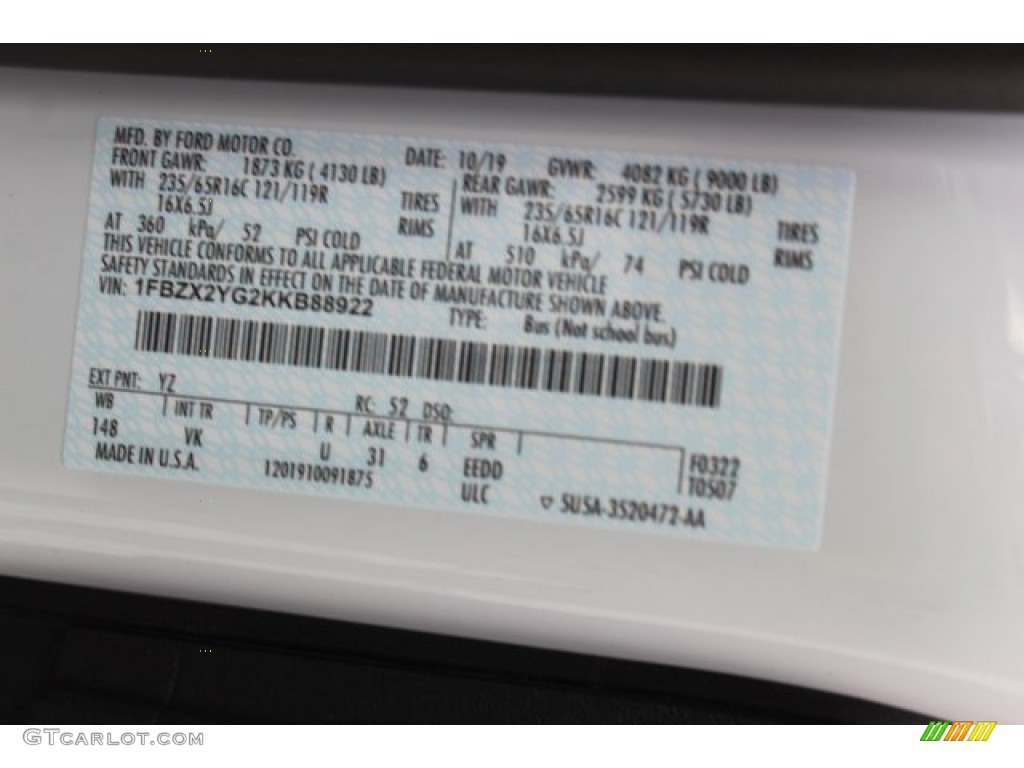 MFD. BY FORD MOTOR CO.
DATE: 10/19 GVWR: 4082 KG ( 9000 LB)
FRONT GAWR: 1873 KG ( 4130 LB) REAR GAWR: 2599 KG ( 5730 LB)
WITH 235/65R16C 121/119R TIRES WITH 235/65R16C 121/119R TIRES
16X6.5J RIMS 16X6.5J RIMS
AT 360 kPa/ 52 PSI COLD AT 510 kPa/ 74 PSI COLD
THIS VEHICLE CONFORMS TO ALL APPLICABLE FEDERAL MOTOR VEHICLE
SAFETY STANDARDS IN EFFECT ON THE DATE OF MANUFACTURE SHOWN ABOVE.
VIN: 1FBZX2YG2KKB88922
TYPE: Bus (Not school bus)
EXT PNT: YZ RC: 52 DSO:
WB INT TR TP/PS R AXLE TR SPR
148 VK U 31 6 EEDD F0322
T0507
MADE IN U.S.A. 1201910091875 ULC ▽ 5U5A-3520472-AA
GTCARLOT.COM